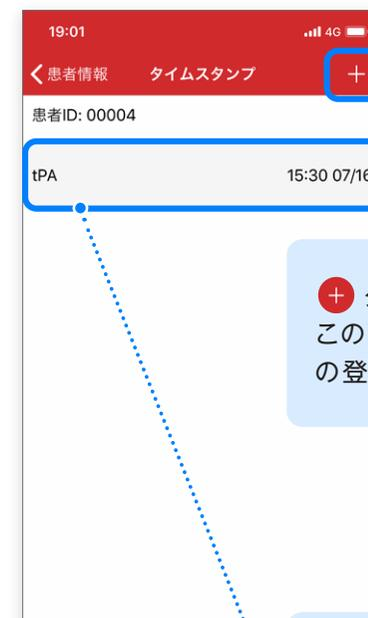 19:01 4G
患者情報 タイムスタンプ +
患者ID: 00004
tPA 15:30 07/16
+
この
の登